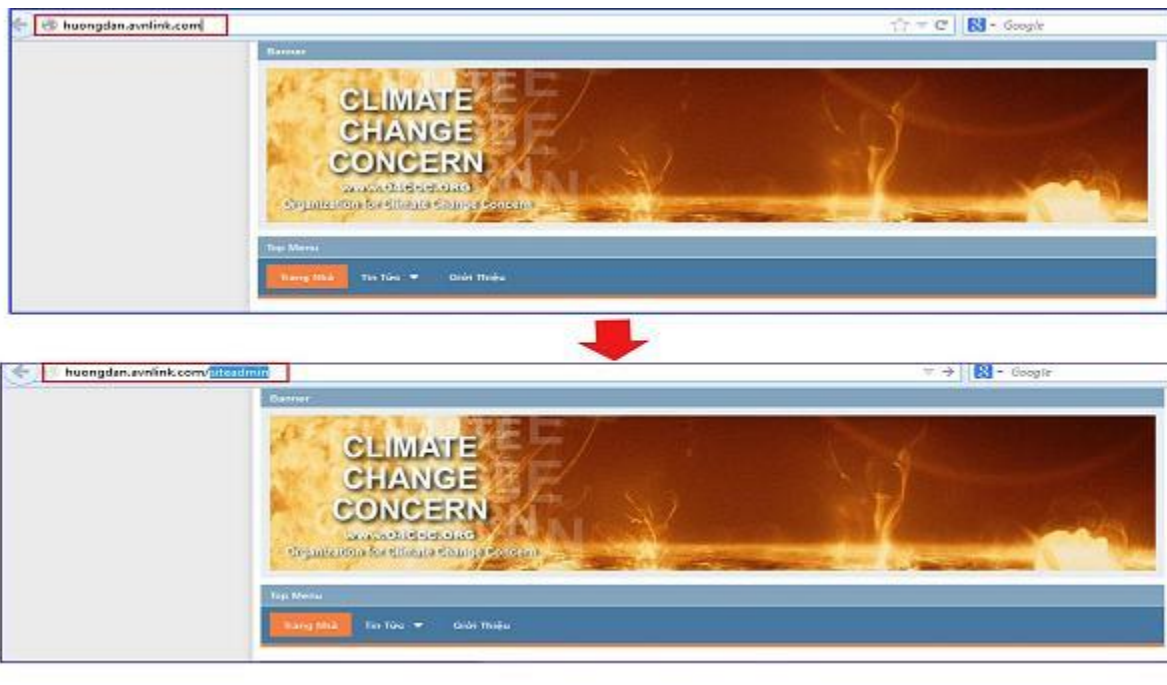 huongdan.avnlink.com
Google
Banner
CLIMATE
CHANGE
CONCERN
Organization for Climate Change Concern
Top Menu
Trang Nhà Tin Tức Giới Thiệu
huongdan.avnlink.com/siteadmin
Google
Banner
CLIMATE
CHANGE
CONCERN
Organization for Climate Change Concern
Top Menu
Trang Nhà Tin Tức Giới Thiệu